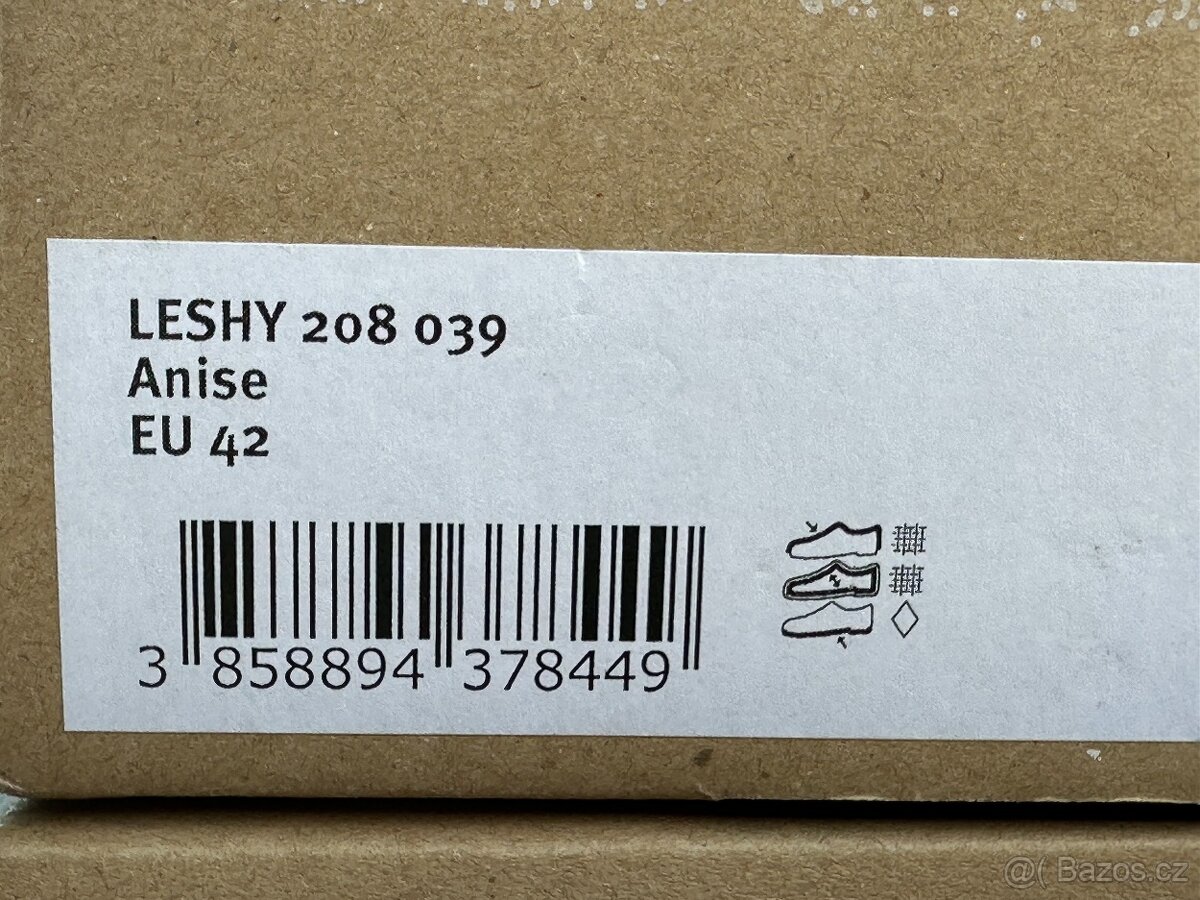 LESHY 208 039
Anise
EU 42
3 858894 378449
@( Bazos.cz